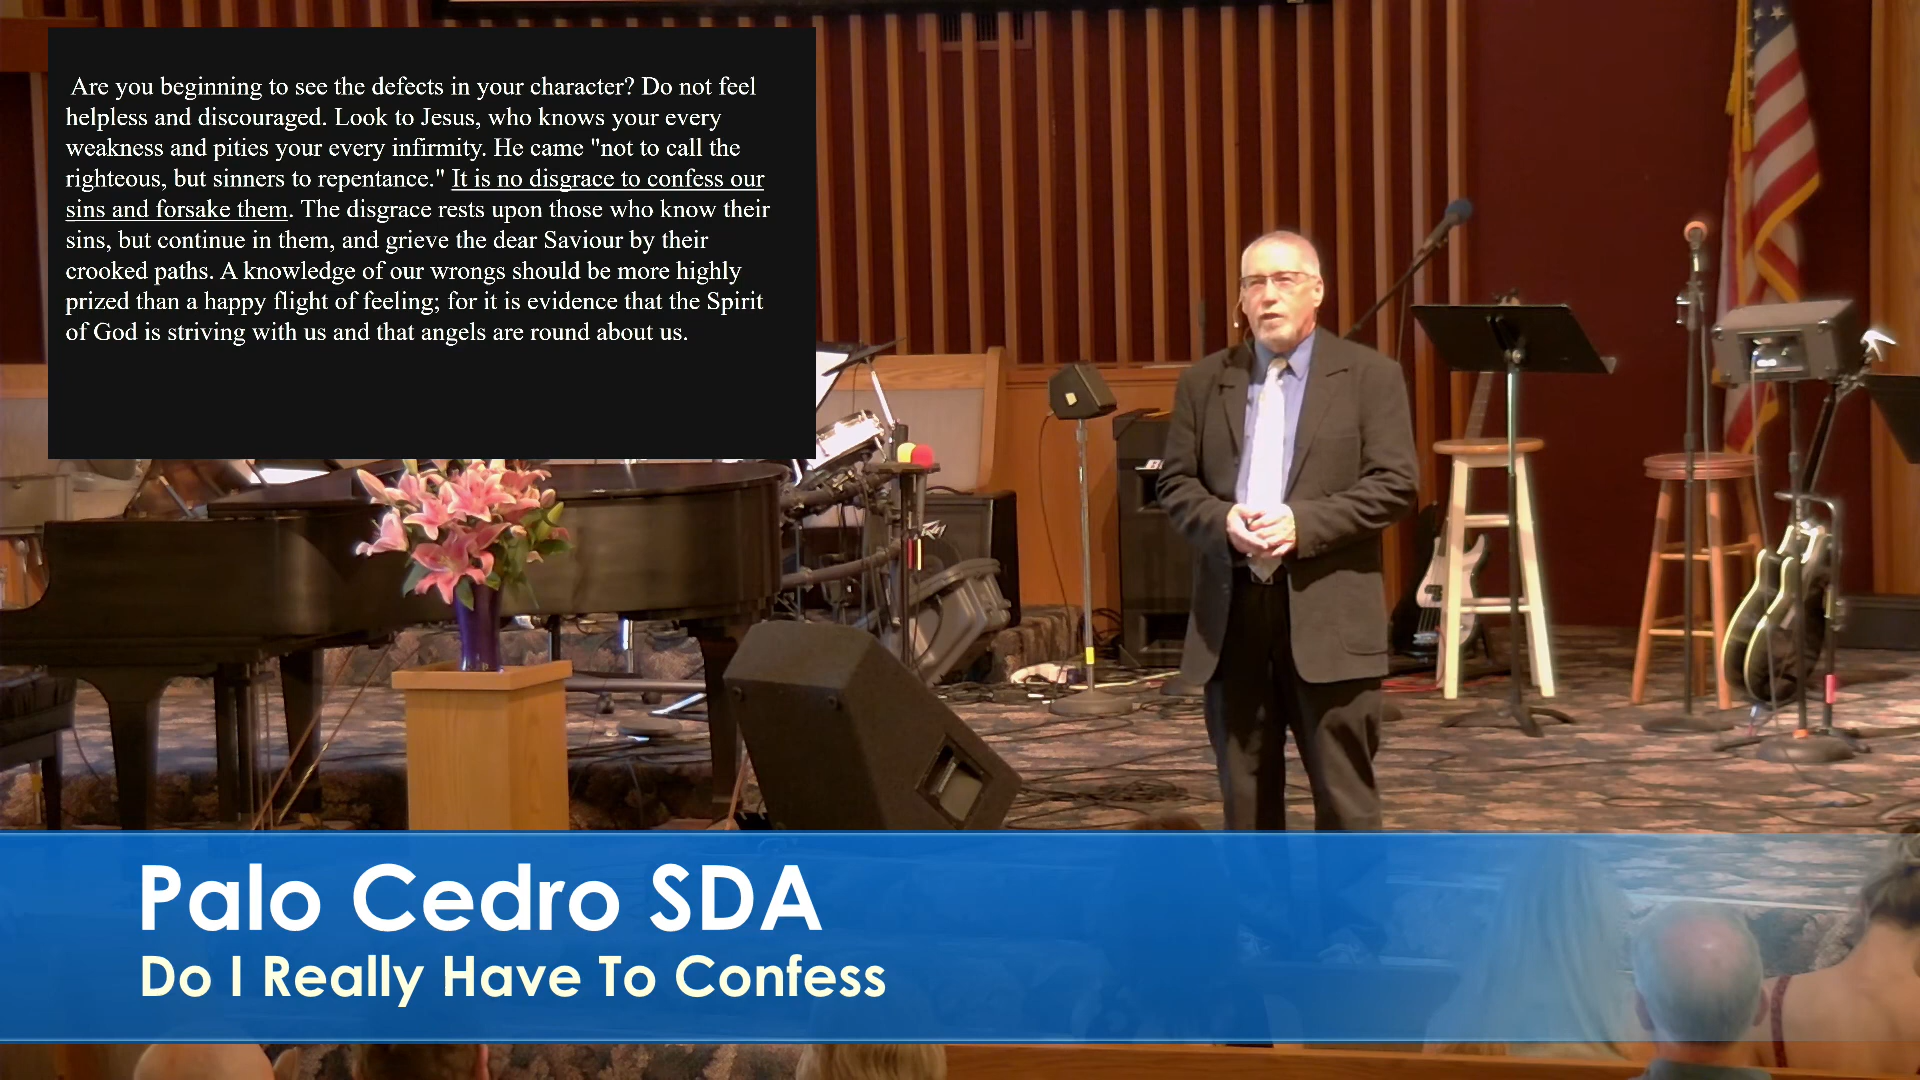 Are you beginning to see the defects in your character? Do not feel
helpless and discouraged. Look to Jesus, who knows your every
weakness and pities your every infirmity. He came "not to call the
righteous, but sinners to repentance." It is no disgrace to confess our
sins and forsake them. The disgrace rests upon those who know their
sins, but continue in them, and grieve the dear Saviour by their
crooked paths. A knowledge of our wrongs should be more highly
prized than a happy flight of feeling; for it is evidence that the Spirit
of God is striving with us and that angels are round about us.
PEAVEY
Palo Cedro SDA
Do I Really Have To Confess